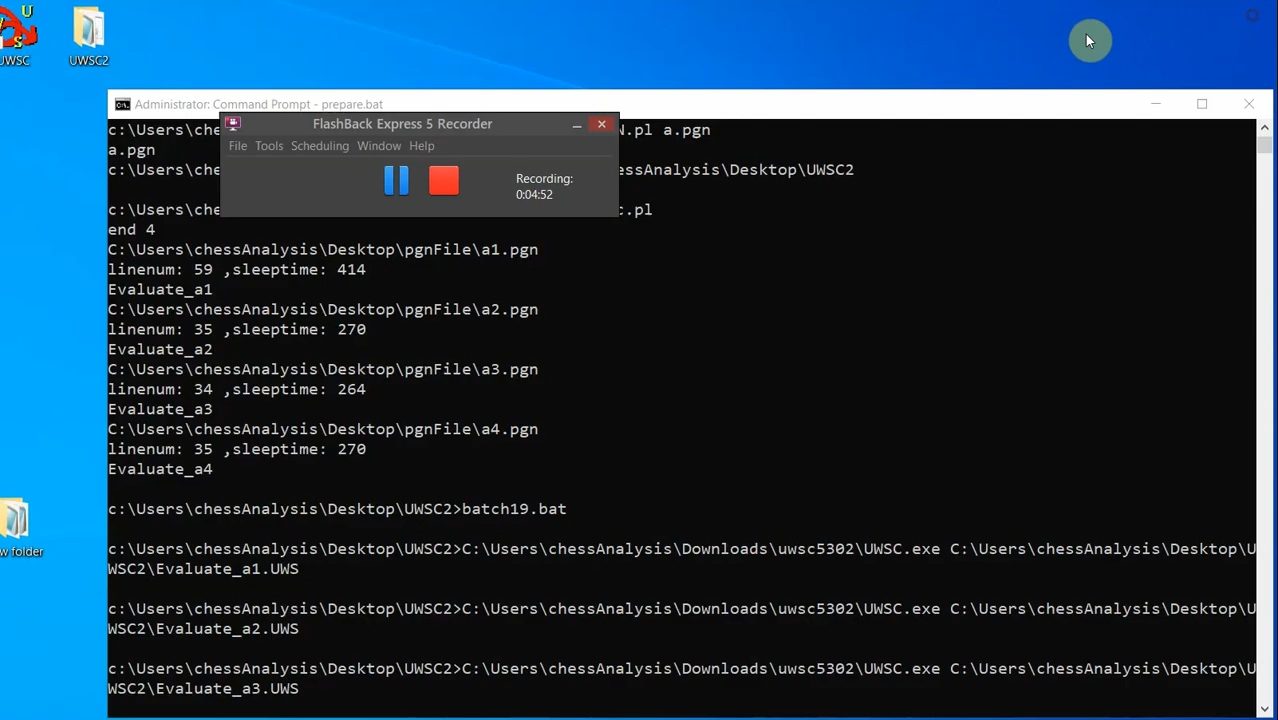 U
S
UWSC
UWSC2
Administrator: Command Prompt - prepare.bat
FlashBack Express 5 Recorder
File Tools Scheduling Window Help
Recording:
0:04:52
c:\Users\ches
N.pl a.pgn
a.pgn
c:\Users\ches
essAnalysis\Desktop\UWSC2
c:\Users\ches
c.pl
end 4
C:\Users\chessAnalysis\Desktop\pgnFile\a1.pgn
linenum: 59 ,sleeptime: 414
Evaluate_a1
C:\Users\chessAnalysis\Desktop\pgnFile\a2.pgn
linenum: 35 ,sleeptime: 270
Evaluate_a2
C:\Users\chessAnalysis\Desktop\pgnFile\a3.pgn
linenum: 34 ,sleeptime: 264
Evaluate_a3
C:\Users\chessAnalysis\Desktop\pgnFile\a4.pgn
linenum: 35 ,sleeptime: 270
Evaluate_a4
c:\Users\chessAnalysis\Desktop\UWSC2>batch19.bat
c:\Users\chessAnalysis\Desktop\UWSC2>C:\Users\chessAnalysis\Downloads\uwsc5302\UWSC.exe C:\Users\chessAnalysis\Desktop\U
WSC2\Evaluate_a1.UWS
c:\Users\chessAnalysis\Desktop\UWSC2>C:\Users\chessAnalysis\Downloads\uwsc5302\UWSC.exe C:\Users\chessAnalysis\Desktop\U
WSC2\Evaluate_a2.UWS
c:\Users\chessAnalysis\Desktop\UWSC2>C:\Users\chessAnalysis\Downloads\uwsc5302\UWSC.exe C:\Users\chessAnalysis\Desktop\U
WSC2\Evaluate_a3.UWS
w folder